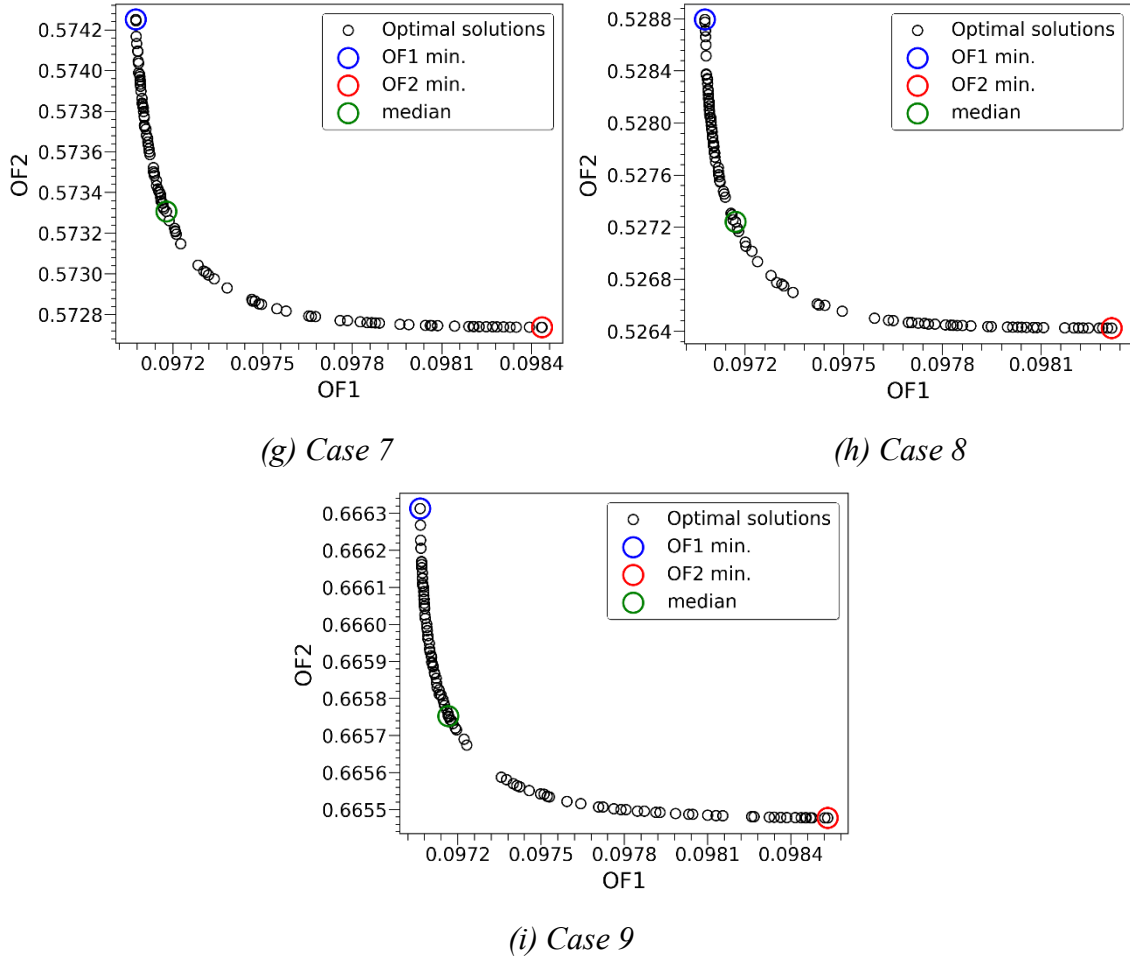 0.5742
0.5740
0.5738
0.5736
0.5734
0.5732
0.5730
0.5728
OF2
Optimal solutions
OF1 min.
OF2 min.
median
0.0972
0.0975
0.0978
0.0981
0.0984
OF1
(g) Case 7
0.5288
0.5284
0.5280
0.5276
0.5272
0.5268
0.5264
OF2
Optimal solutions
OF1 min.
OF2 min.
median
0.0972
0.0975
0.0978
0.0981
OF1
(h) Case 8
0.6663
0.6662
0.6661
0.6660
0.6659
0.6658
0.6657
0.6656
0.6655
OF2
Optimal solutions
OF1 min.
OF2 min.
median
0.0972
0.0975
0.0978
0.0981
0.0984
OF1
(i) Case 9